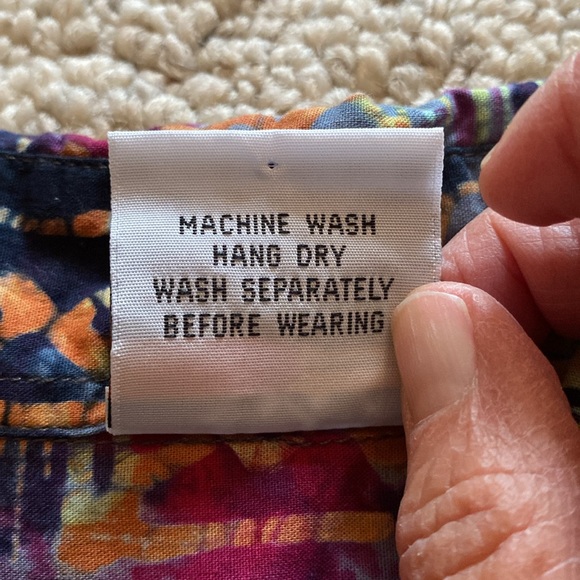 MACHINE WASH
HANG DRY
WASH SEPARATELY
BEFORE WEARING